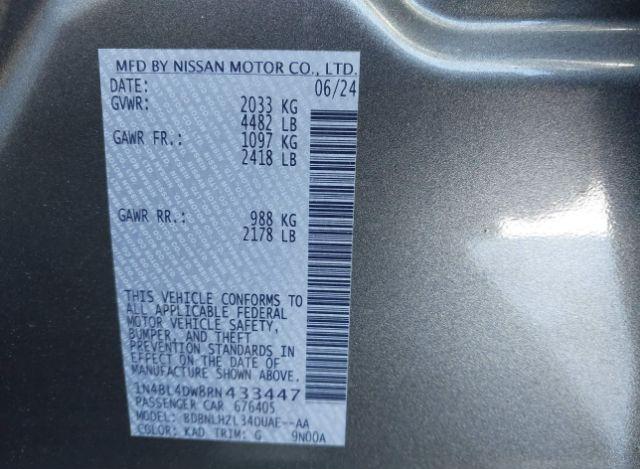 MFD BY NISSAN MOTOR CO., LTD.
DATE: 06/24
GVWR: 2033 KG
4482 LB
GAWR FR.: 1097 KG
2418 LB
GAWR RR.: 988 KG
2178 LB
THIS VEHICLE CONFORMS TO
ALL APPLICABLE FEDERAL
MOTOR VEHICLE SAFETY,
BUMPER, AND THEFT
PREVENTION STANDARDS IN
EFFECT ON THE DATE OF
MANUFACTURE SHOWN ABOVE.
1N4BL4DW8RN433447
PASSENGER CAR 676405
MODEL: BDBNLHZL34DUAE--AA
COLOR: KAD TRIM: G 9N00A